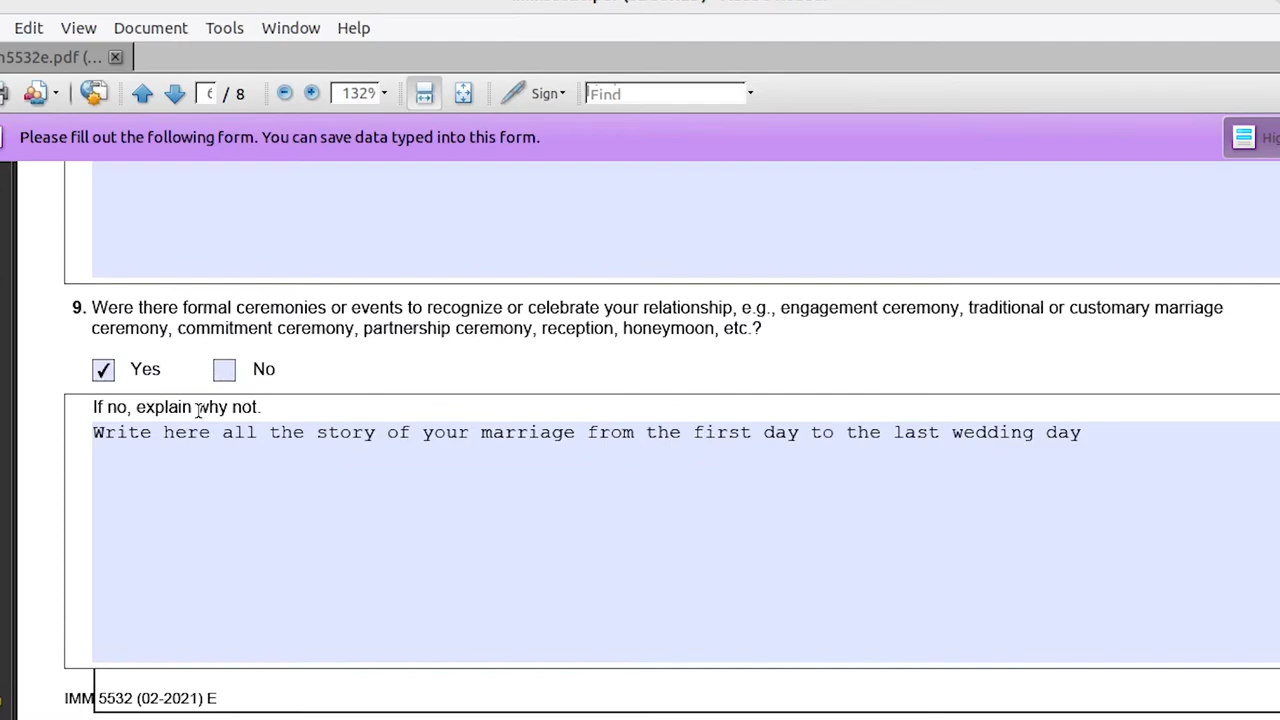 Edit View Document Tools Window Help
5532e.pdf (...
6 / 8 132% Sign Find
Please fill out the following form. You can save data typed into this form.
9. Were there formal ceremonies or events to recognize or celebrate your relationship, e.g., engagement ceremony, traditional or customary marriage
ceremony, commitment ceremony, partnership ceremony, reception, honeymoon, etc.?
✓ Yes No
If no, explain why not.
Write here all the story of your marriage from the first day to the last wedding day
IMM 5532 (02-2021) E